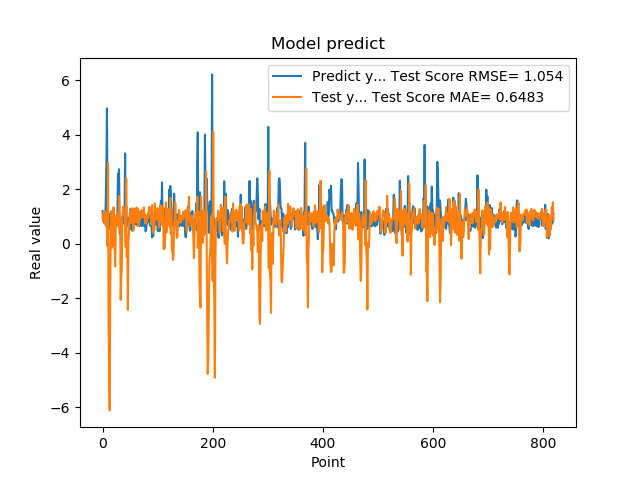 Model predict
Predict y... Test Score RMSE= 1.054
Test y... Test Score MAE= 0.6483
6
4
2
0
−2
−4
−6
Real value
0 200 400 600 800
Point